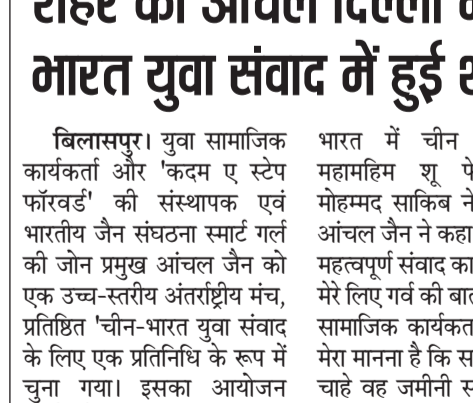 शहर की आंचल दिल्ली
भारत युवा संवाद में हुई
बिलासपुर। युवा सामाजिक
कार्यकर्ता और 'कदम ए स्टेप
फॉरवर्ड' की संस्थापक एवं
भारतीय जैन संघठना स्मार्ट गर्ल
की जोन प्रमुख आंचल जैन को
एक उच्च-स्तरीय अंतर्राष्ट्रीय मंच,
प्रतिष्ठित 'चीन-भारत युवा संवाद
के लिए एक प्रतिनिधि के रूप में
चुना गया। इसका आयोजन
भारत में चीन
महामहिम शू
मोहम्मद साकिब ने
आंचल जैन ने कहा
महत्वपूर्ण संवाद का
मेरे लिए गर्व की
सामाजिक
मेरा मानना है कि
चाहे वह जमीनी